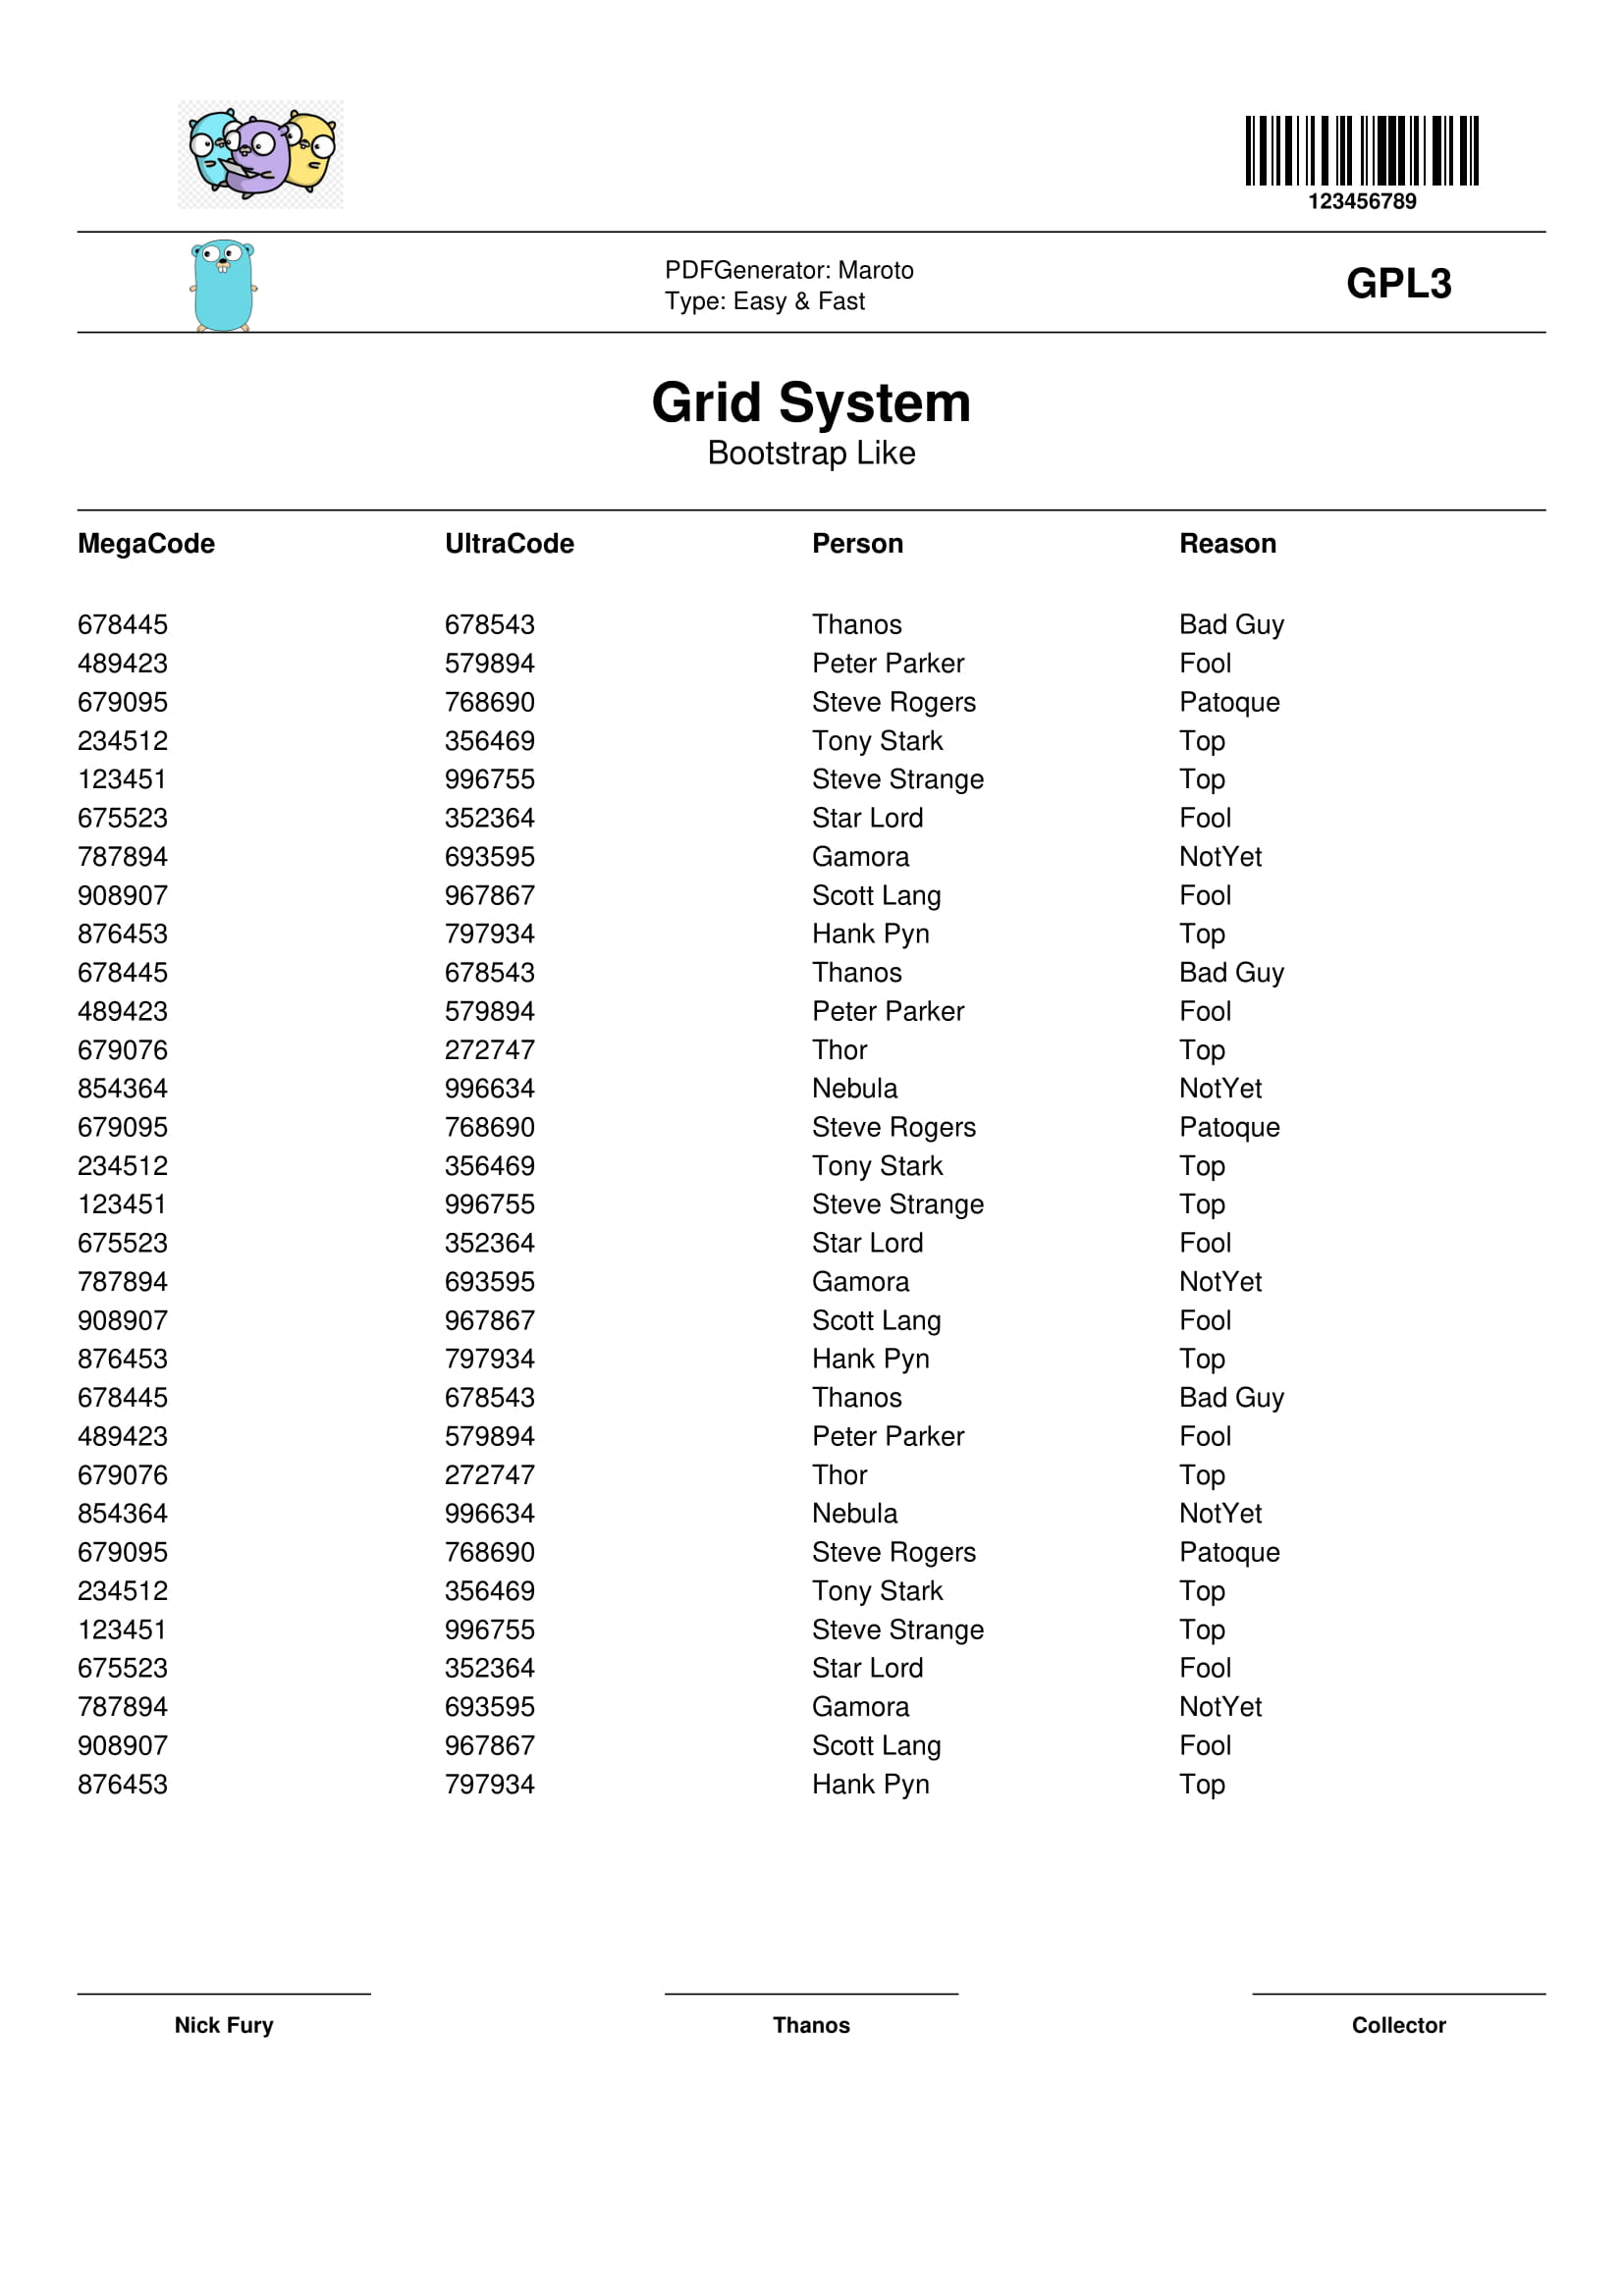 123456789
PDFGenerator: Maroto
Type: Easy & Fast
GPL3
Grid System
Bootstrap Like
MegaCode UltraCode Person Reason
678445 678543 Thanos Bad Guy
489423 579894 Peter Parker Fool
679095 768690 Steve Rogers Patoque
234512 356469 Tony Stark Top
123451 996755 Steve Strange Top
675523 352364 Star Lord Fool
787894 693595 Gamora NotYet
908907 967867 Scott Lang Fool
876453 797934 Hank Pyn Top
678445 678543 Thanos Bad Guy
489423 579894 Peter Parker Fool
679076 272747 Thor Top
854364 996634 Nebula NotYet
679095 768690 Steve Rogers Patoque
234512 356469 Tony Stark Top
123451 996755 Steve Strange Top
675523 352364 Star Lord Fool
787894 693595 Gamora NotYet
908907 967867 Scott Lang Fool
876453 797934 Hank Pyn Top
678445 678543 Thanos Bad Guy
489423 579894 Peter Parker Fool
679076 272747 Thor Top
854364 996634 Nebula NotYet
679095 768690 Steve Rogers Patoque
234512 356469 Tony Stark Top
123451 996755 Steve Strange Top
675523 352364 Star Lord Fool
787894 693595 Gamora NotYet
908907 967867 Scott Lang Fool
876453 797934 Hank Pyn Top
Nick Fury Thanos Collector